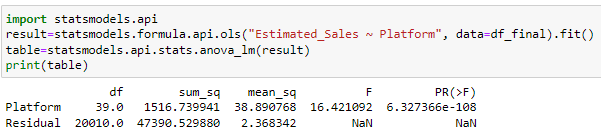 import statsmodels.api
result=statsmodels.formula.api.ols("Estimated_Sales ~ Platform", data=df_final).fit()
table=statsmodels.api.stats.anova_lm(result)
print(table)
df sum_sq mean_sq F PR(>F)
Platform 39.0 1516.739941 38.890768 16.421092 6.327366e-108
Residual 20010.0 47390.529880 2.368342 NaN NaN